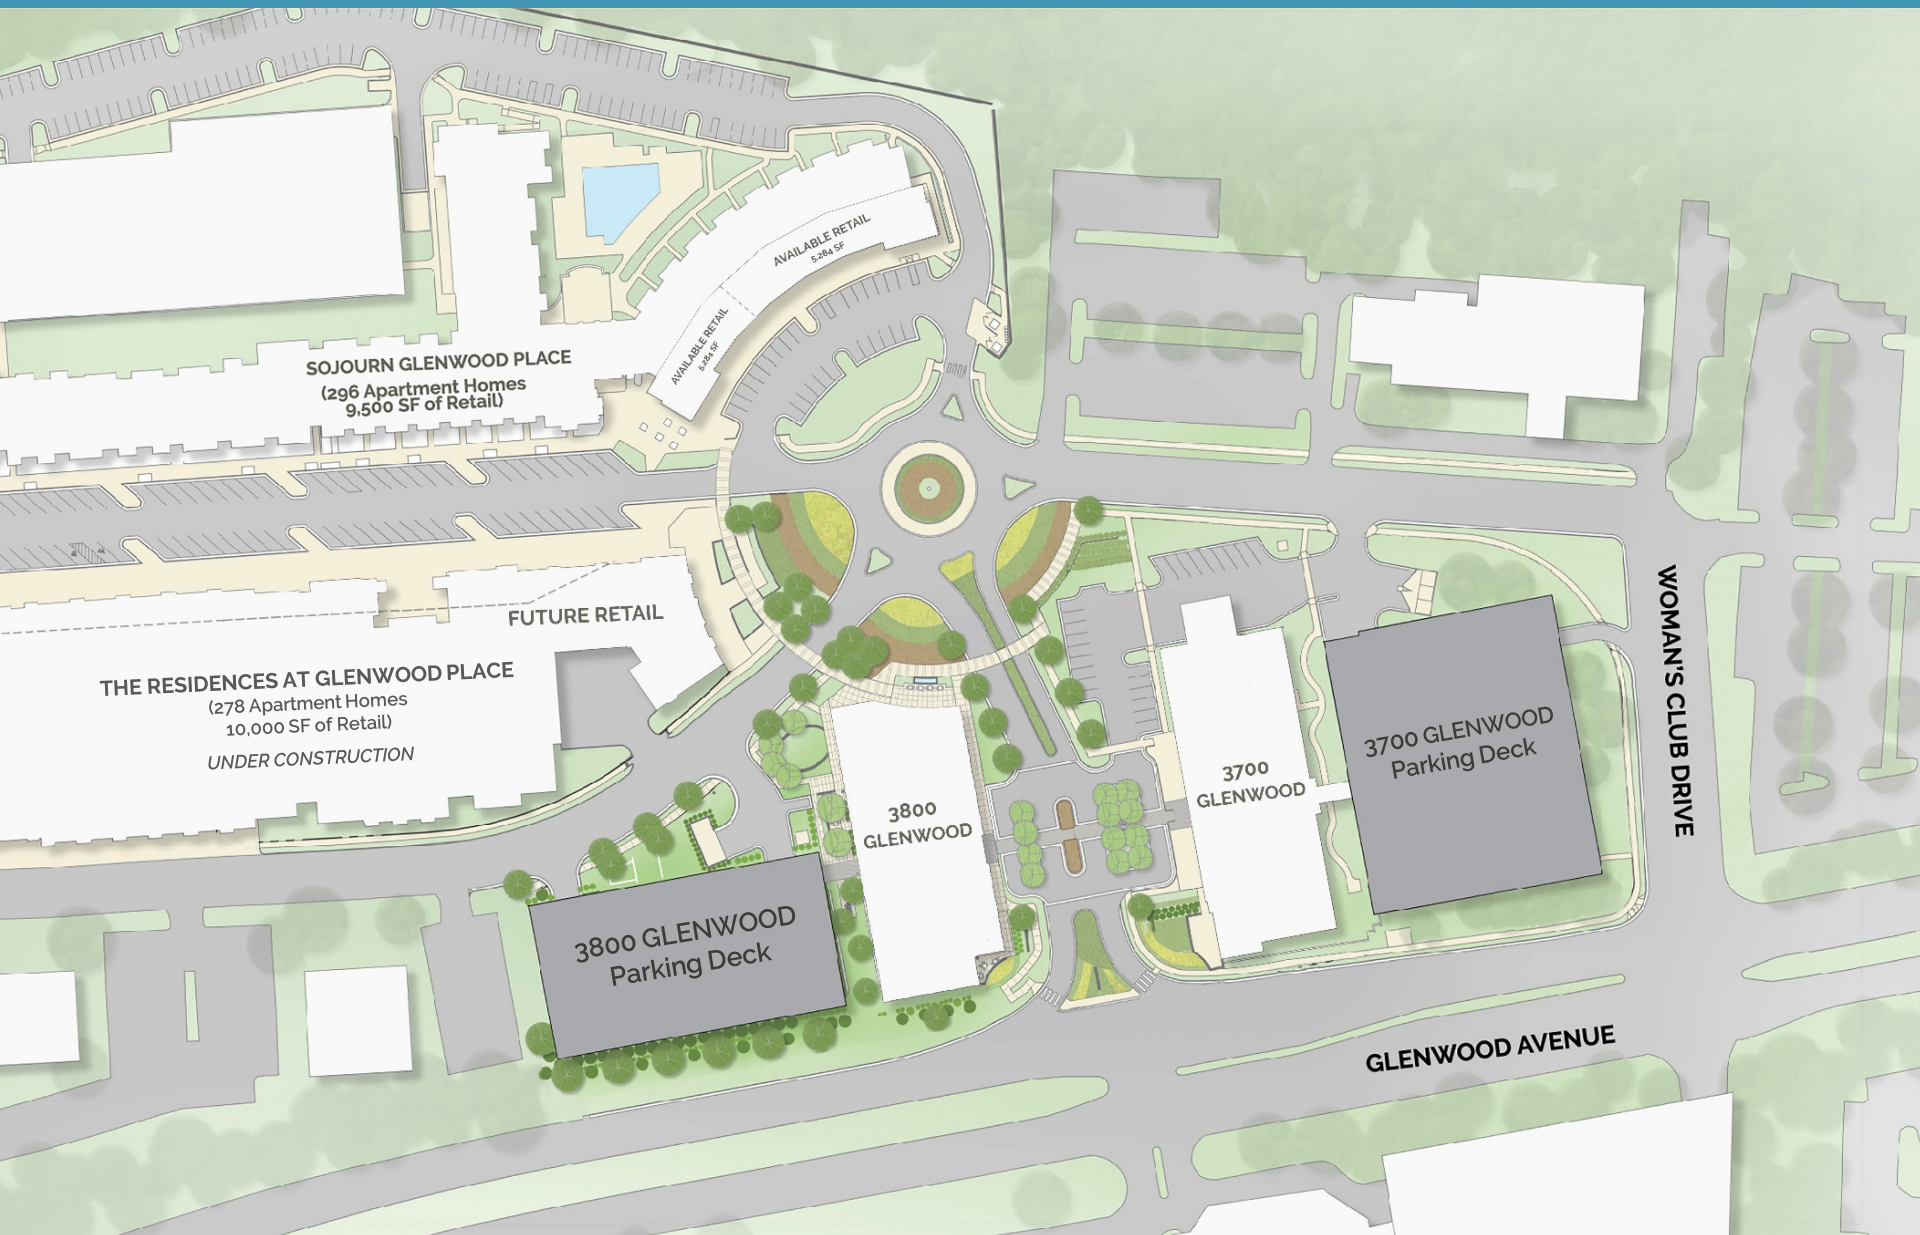 AVAILABLE RETAIL
5,284 SF
AVAILABLE RETAIL
5,284 SF
SOJOURN GLENWOOD PLACE
(296 Apartment Homes
9,500 SF of Retail)
FUTURE RETAIL
THE RESIDENCES AT GLENWOOD PLACE
(278 Apartment Homes
10,000 SF of Retail)
UNDER CONSTRUCTION
3800
GLENWOOD
3700
GLENWOOD
3700 GLENWOOD
Parking Deck
WOMAN'S CLUB DRIVE
3800 GLENWOOD
Parking Deck
GLENWOOD AVENUE